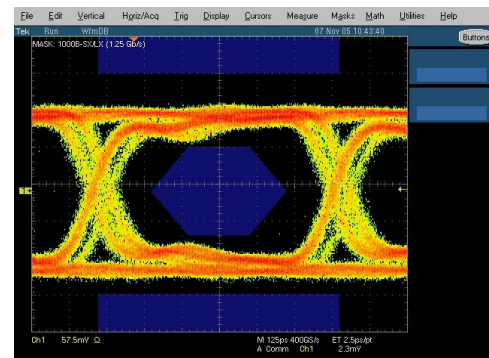 File Edit Vertical Horiz/Acq Trig Display Cursors Measure Masks Math Utilities Help
Tek Run WfmDB 07 Nov 05 10:43:40 Buttons
MASK: 1000B-SX/LX (1.25 Gb/s)
1
Ch1 57.5mV Ω M 125ps 400GS/s ET 2.5ps/pt
A Comm Ch1 2.3mV